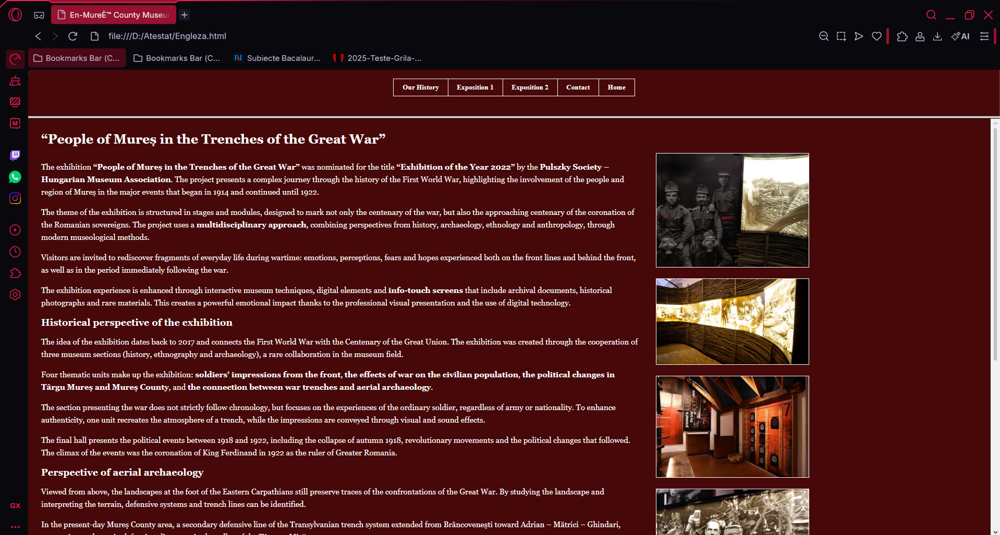 En-MureÈ™ County Museu
file:///D:/Atestat/Engleza.html
AI
Bookmarks Bar (C...
Bookmarks Bar (C...
Subiecte Bacalaur...
2025-Teste-Grila-...
Our History
Exposition 1
Exposition 2
Contact
Home
“People of Mureș in the Trenches of the Great War”
The exhibition “People of Mureș in the Trenches of the Great War” was nominated for the title “Exhibition of the Year 2022” by the Pulszky Society –
Hungarian Museum Association. The project presents a complex journey through the history of the First World War, highlighting the involvement of the people and
region of Mureș in the major events that began in 1914 and continued until 1922.
The theme of the exhibition is structured in stages and modules, designed to mark not only the centenary of the war, but also the approaching centenary of the coronation of
the Romanian sovereigns. The project uses a multidisciplinary approach, combining perspectives from history, archaeology, ethnology and anthropology, through
modern museological methods.
Visitors are invited to rediscover fragments of everyday life during wartime: emotions, perceptions, fears and hopes experienced both on the front lines and behind the front,
as well as in the period immediately following the war.
The exhibition experience is enhanced through interactive museum techniques, digital elements and info-touch screens that include archival documents, historical
photographs and rare materials. This creates a powerful emotional impact thanks to the professional visual presentation and the use of digital technology.
Historical perspective of the exhibition
The idea of the exhibition dates back to 2017 and connects the First World War with the Centenary of the Great Union. The exhibition was created through the cooperation of
three museum sections (history, ethnography and archaeology), a rare collaboration in the museum field.
Four thematic units make up the exhibition: soldiers’ impressions from the front, the effects of war on the civilian population, the political changes in
Târgu Mureș and Mureș County, and the connection between war trenches and aerial archaeology.
The section presenting the war does not strictly follow chronology, but focuses on the experiences of the ordinary soldier, regardless of army or nationality. To enhance
authenticity, one unit recreates the atmosphere of a trench, while the impressions are conveyed through visual and sound effects.
The final hall presents the political events between 1918 and 1922, including the collapse of autumn 1918, revolutionary movements and the political changes that followed.
The climax of the events was the coronation of King Ferdinand in 1922 as the ruler of Greater Romania.
Perspective of aerial archaeology
Viewed from above, the landscapes at the foot of the Eastern Carpathians still preserve traces of the confrontations of the Great War. By studying the landscape and
interpreting the terrain, defensive systems and trench lines can be identified.
In the present-day Mureș County area, a secondary defensive line of the Transylvanian trench system extended from Brâncovenești toward Adrian – Mătrici – Ghindari,
GX